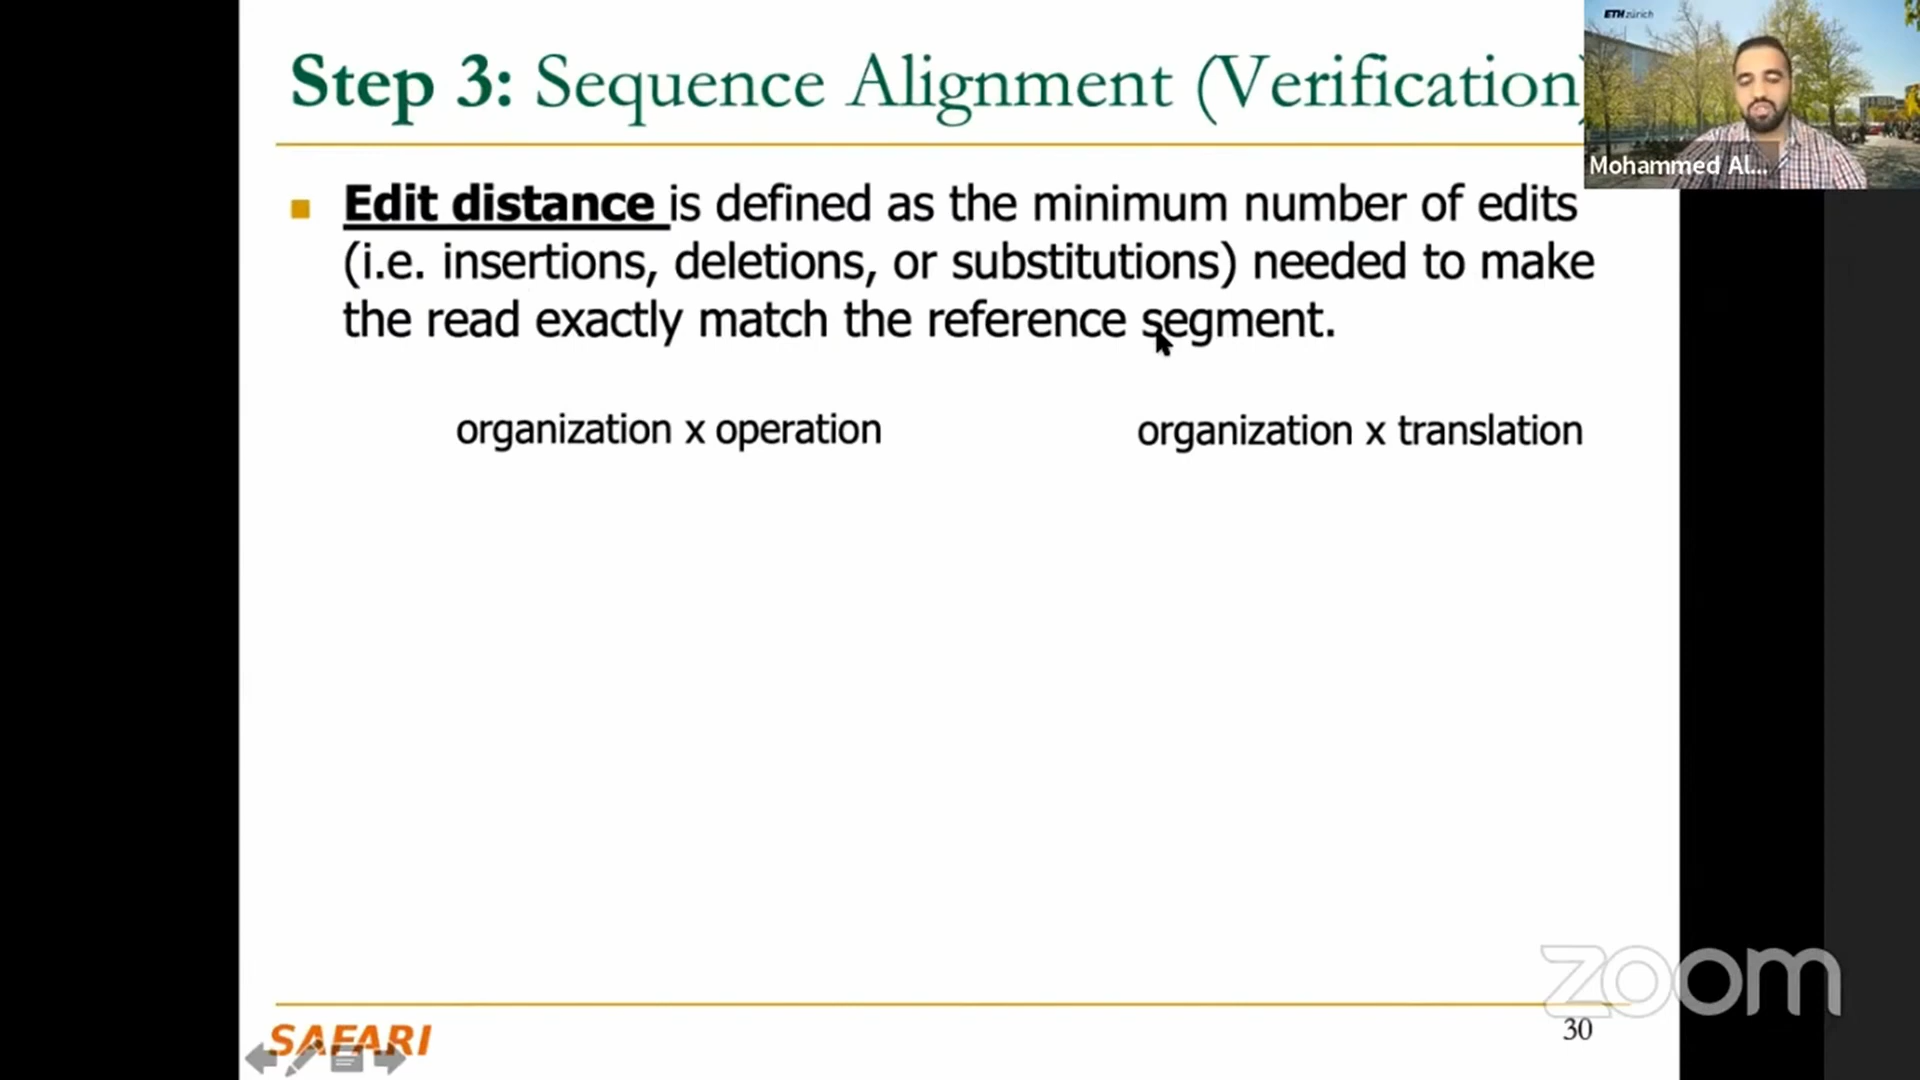 Step 3: Sequence Alignment (Verification)
ETH zürich
Mohammed Al...
Edit distance is defined as the minimum number of edits
(i.e. insertions, deletions, or substitutions) needed to make
the read exactly match the reference segment.
organization x operation
organization x translation
zoom
SAFARI
30